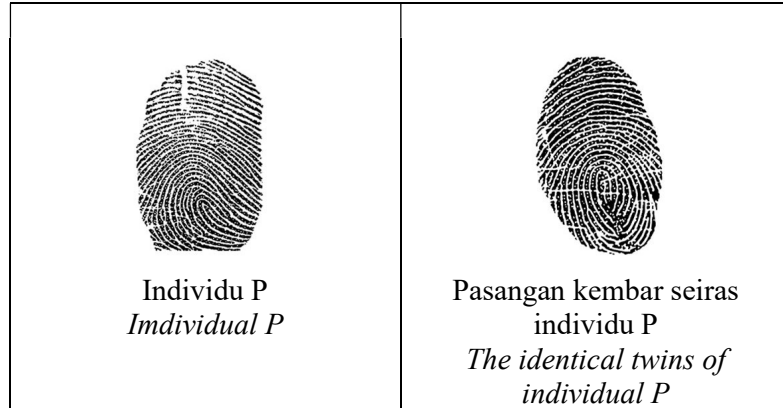 Individu P
Imdividual P
Pasangan kembar seiras
individu P
The identical twins of
individual P